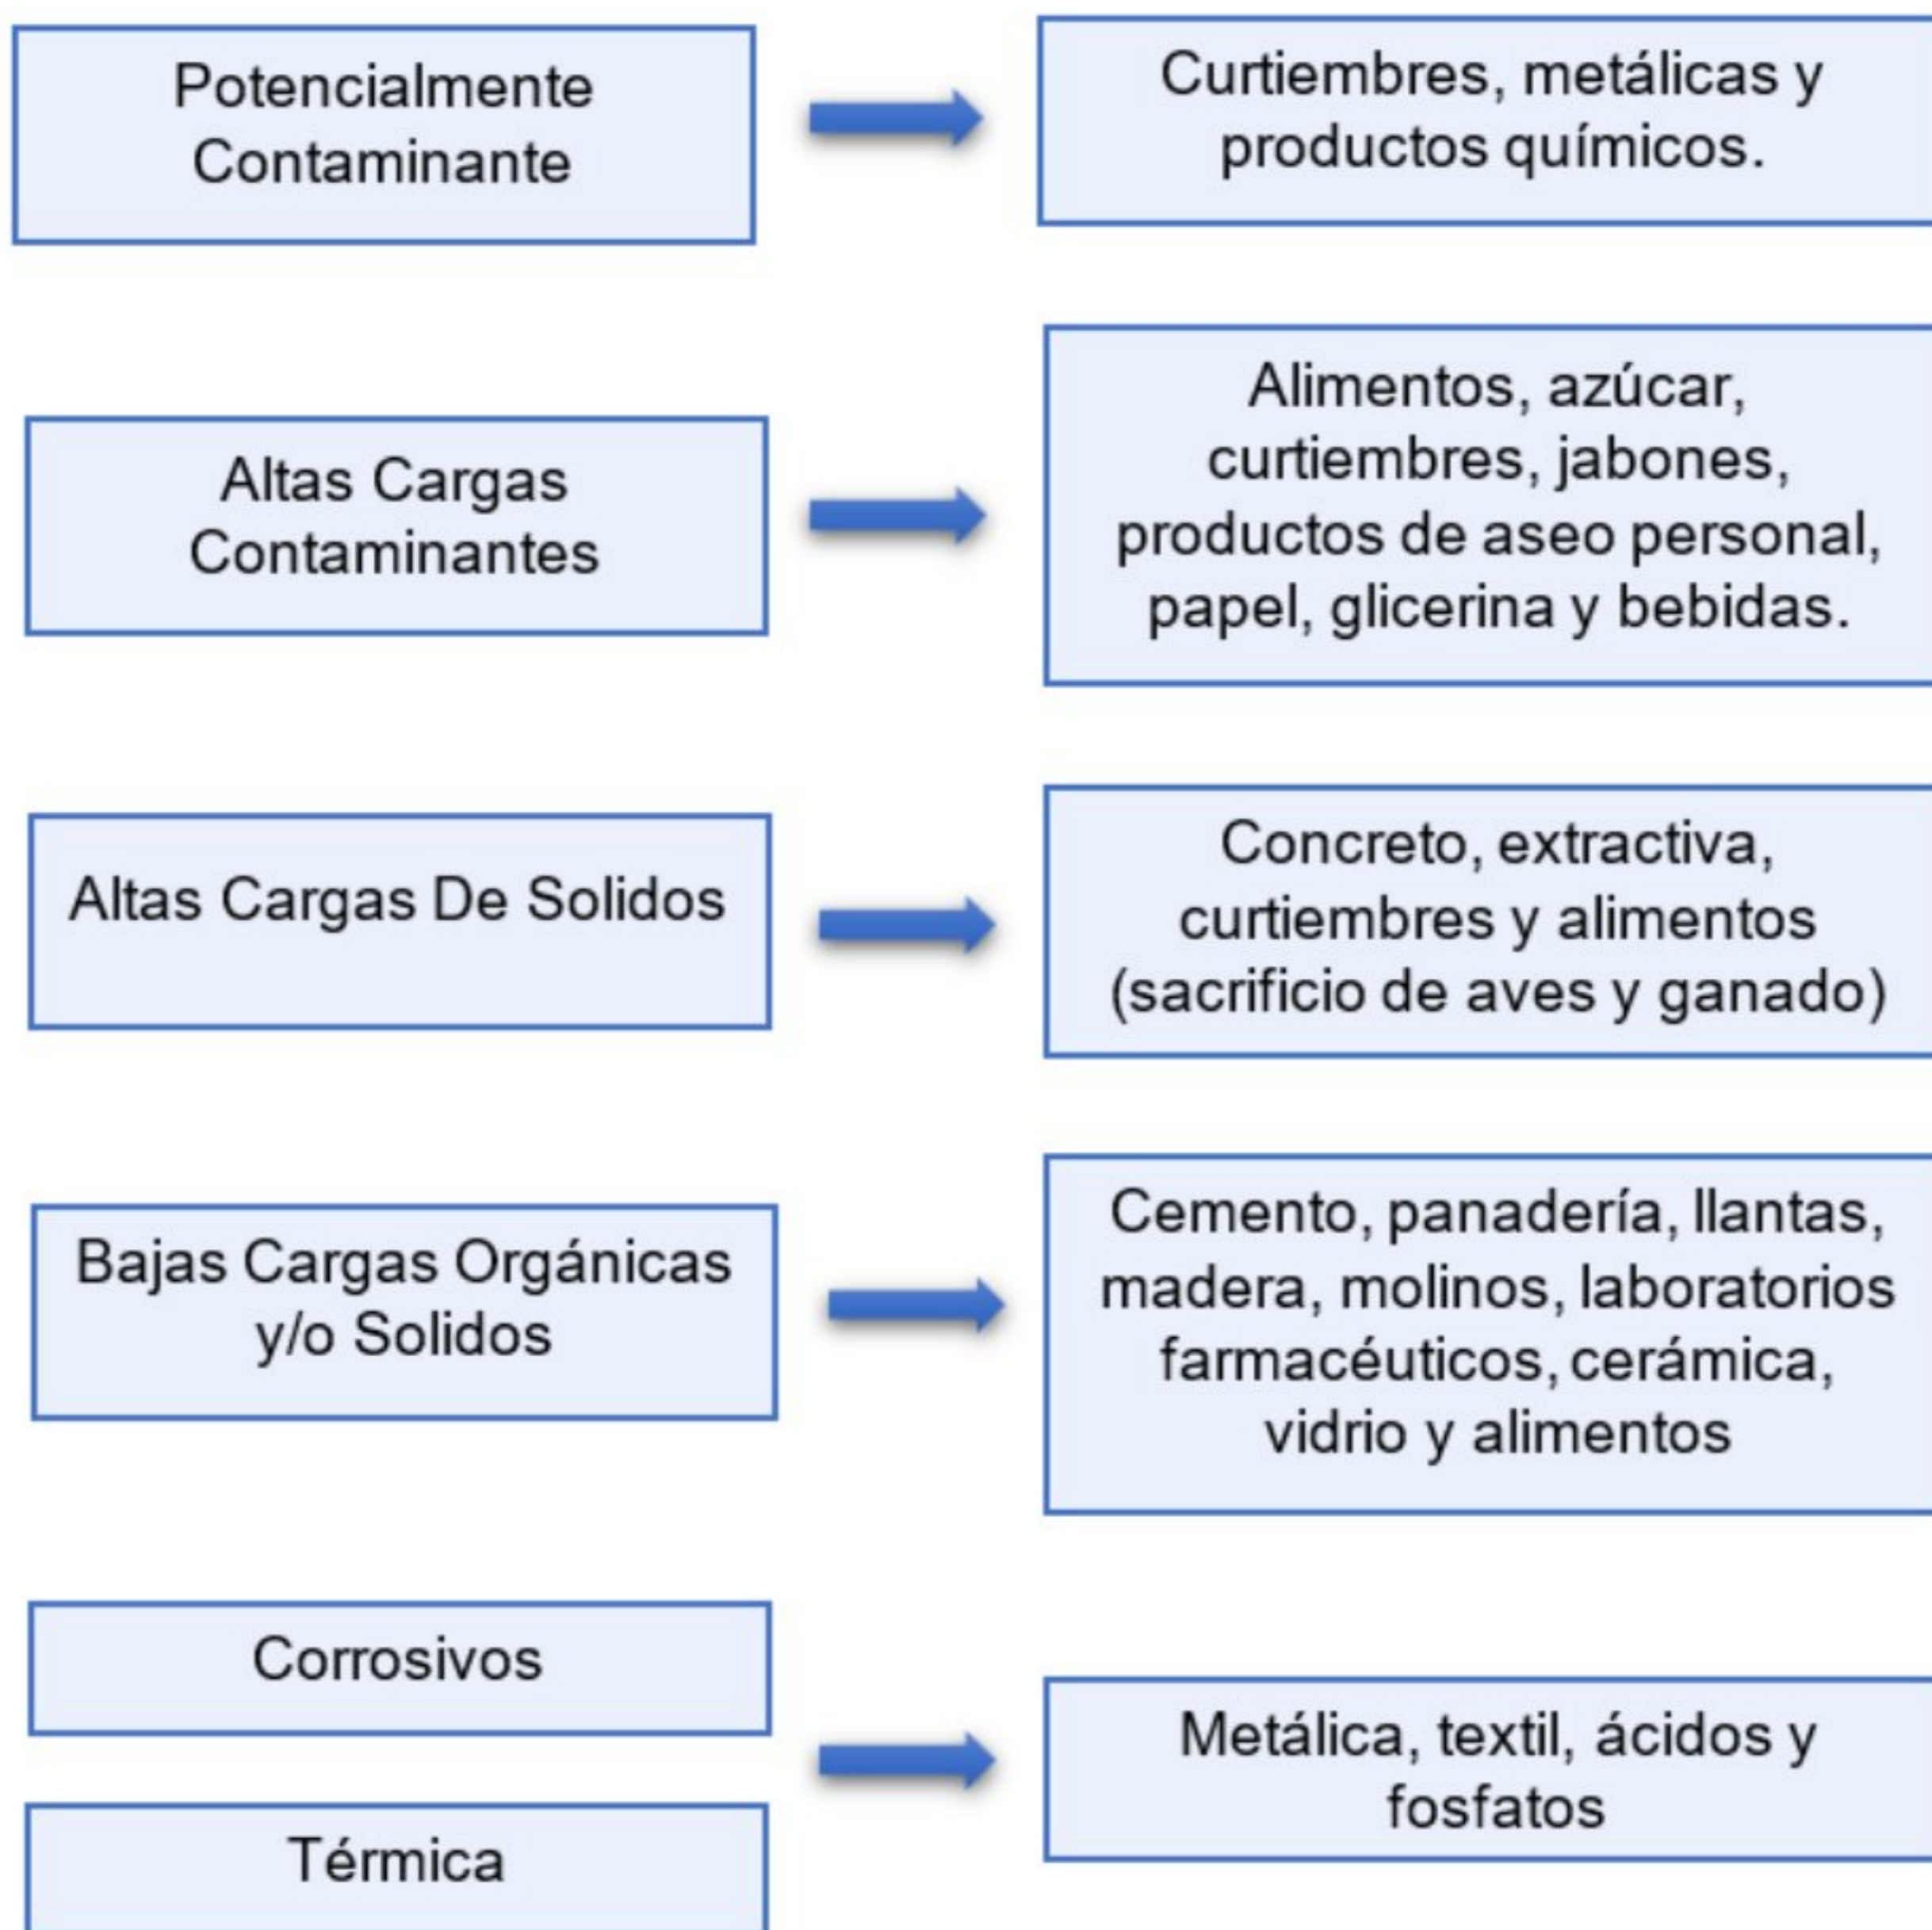 Potencialmente
Contaminante
Curtiembres, metálicas y
productos químicos.
Altas Cargas
Contaminantes
Alimentos, azúcar,
curtiembres, jabones,
productos de aseo personal,
papel, glicerina y bebidas.
Altas Cargas De Solidos
Concreto, extractiva,
curtiembres y alimentos
(sacrificio de aves y ganado)
Bajas Cargas Orgánicas
y/o Solidos
Cemento, panadería, llantas,
madera, molinos, laboratorios
farmacéuticos, cerámica,
vidrio y alimentos
Corrosivos
Térmica
Metálica, textil, ácidos y
fosfatos